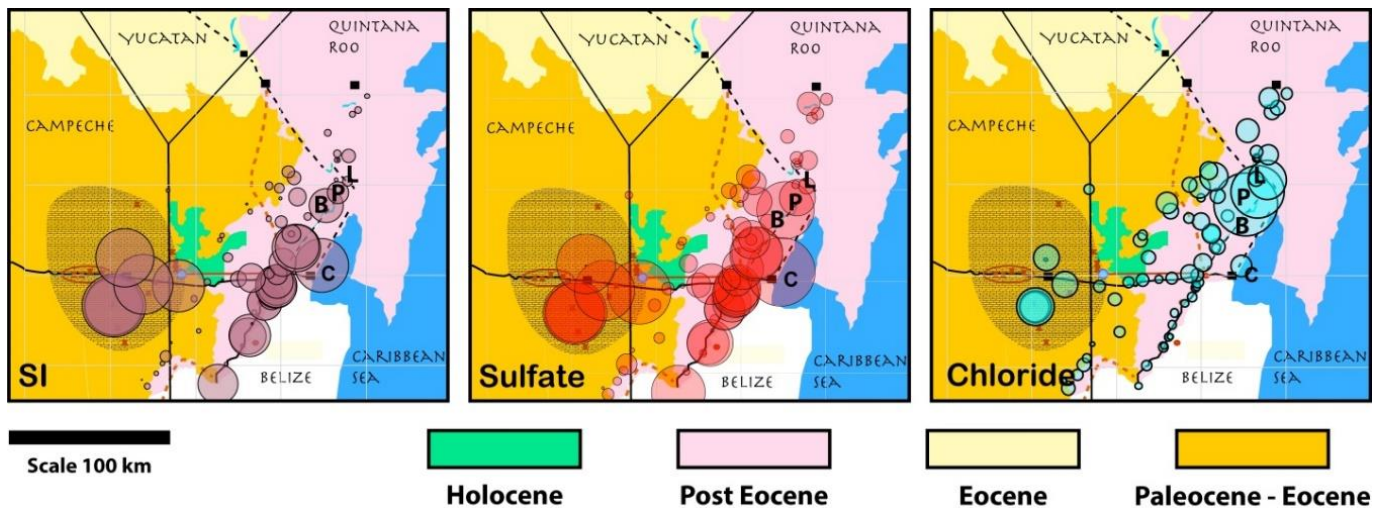 YUCATAN
QUINTANA
ROO
CAMPECHE
L
P
B
C
CARIBBEAN
SEA
BELIZE
SI
YUCATAN
QUINTANA
ROO
CAMPECHE
L
P
B
C
CARIBBEAN
SEA
BELIZE
Sulfate
YUCATAN
QUINTANA
ROO
CAMPECHE
L
P
B
C
CARIBBEAN
SEA
BELIZE
Chloride
Scale 100 km
Holocene
Post Eocene
Eocene
Paleocene - Eocene